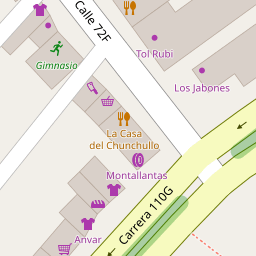 Calle 72F
Tol Rubi
Gimnasio
Los Jabones
La Casa
del Chunchullo
Montallantas
Carrera 110G
Anvar